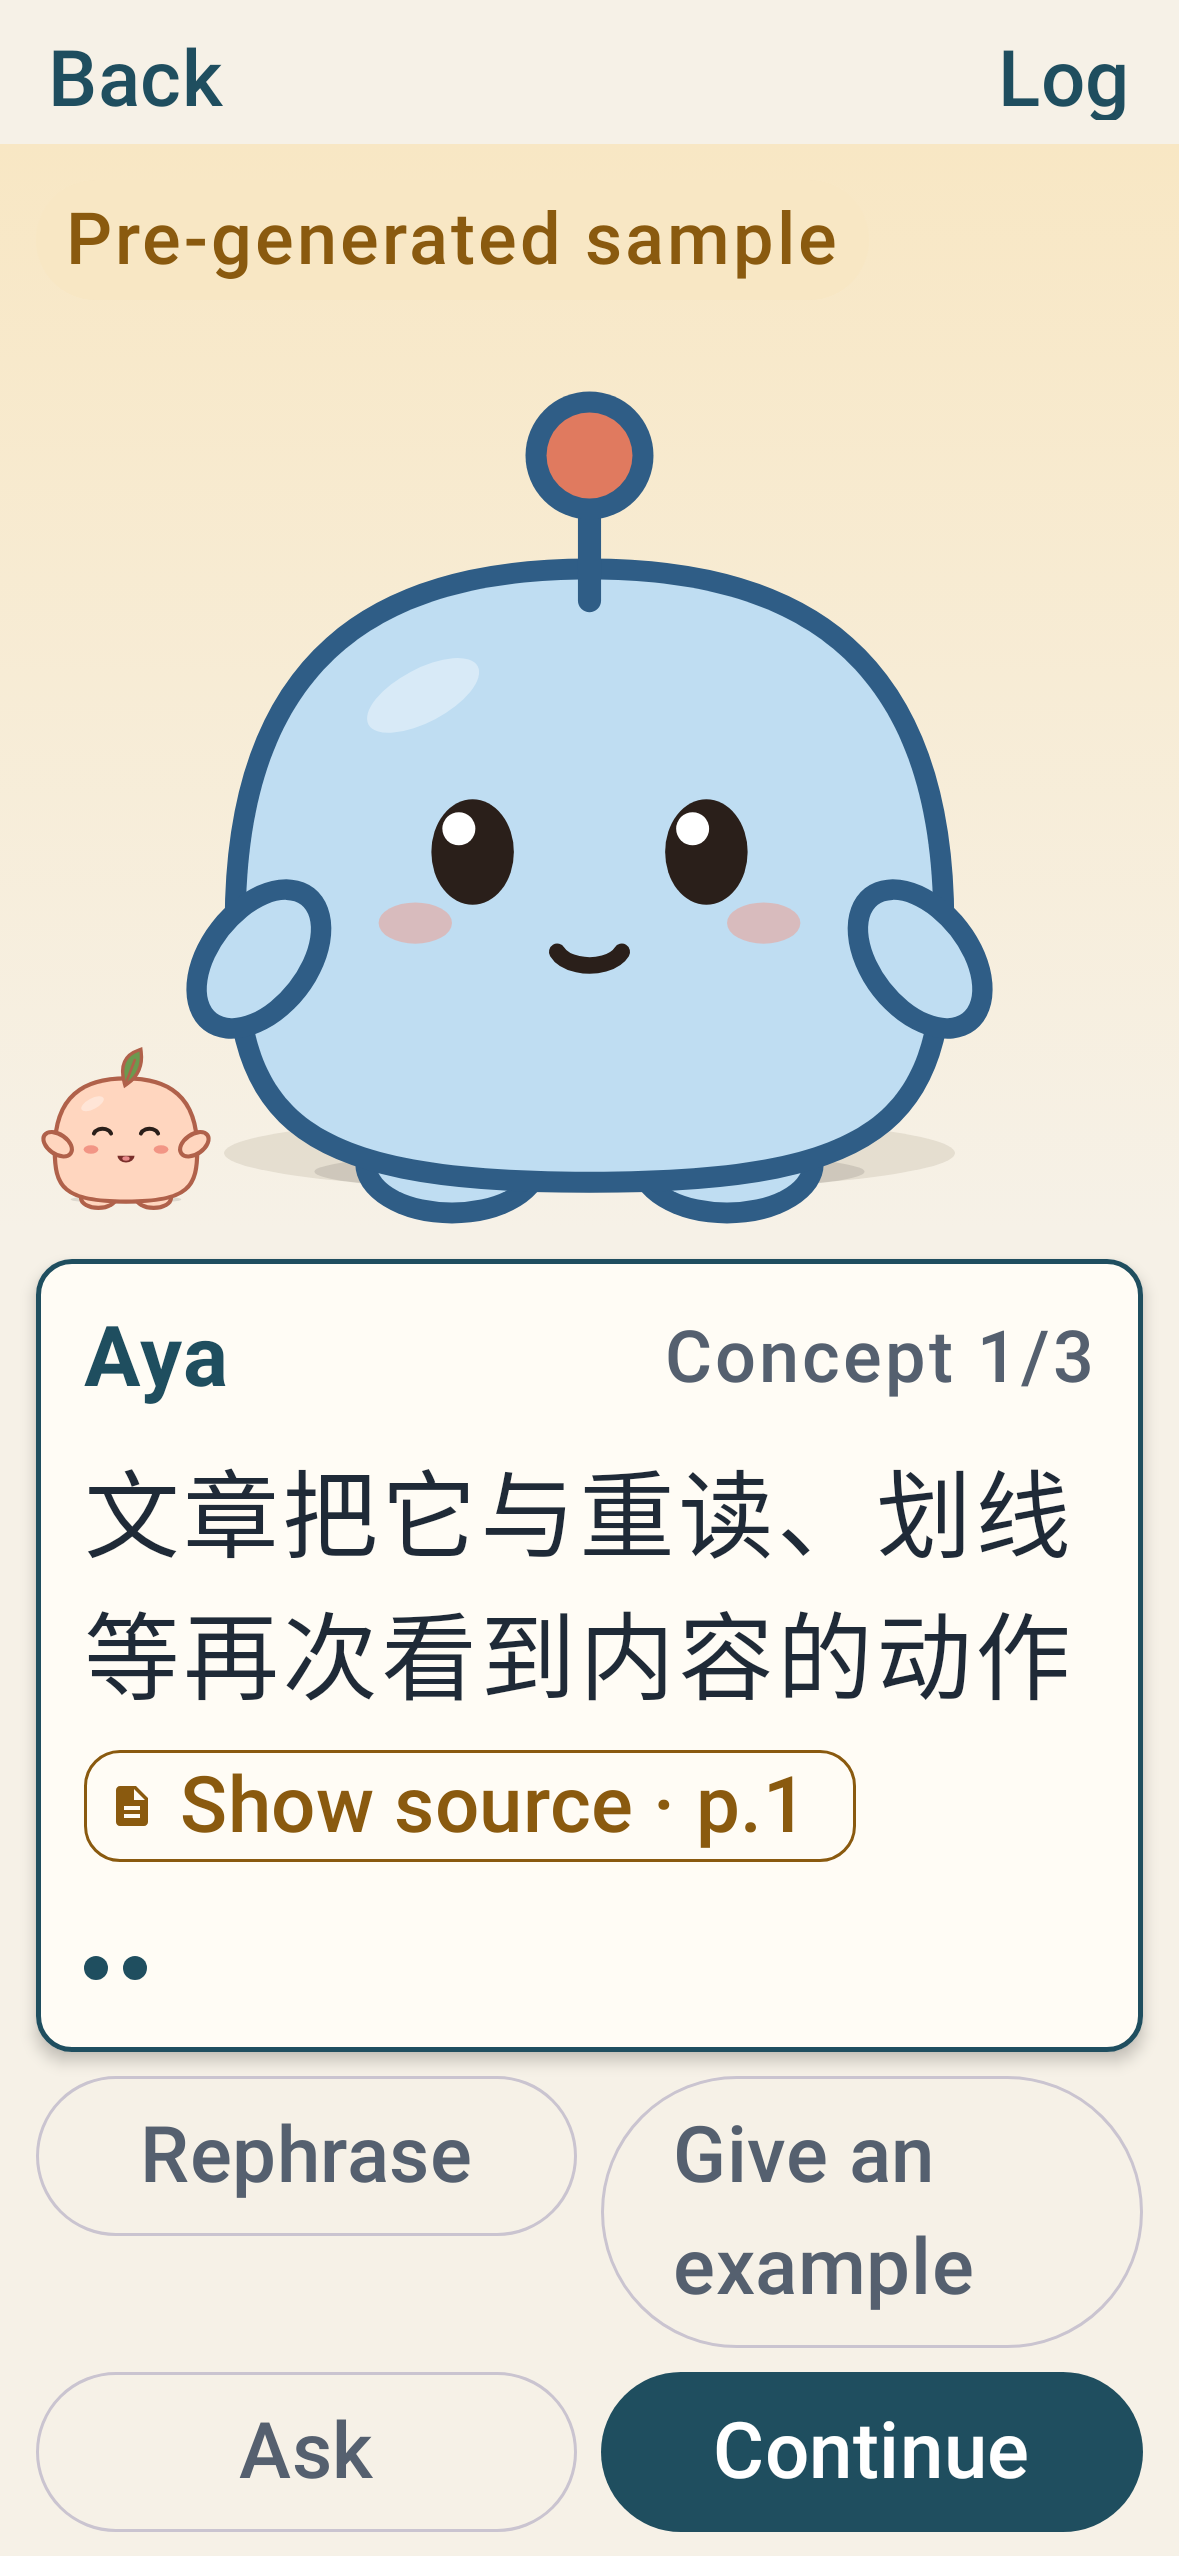 Back
Log
Pre-generated sample
Aya
Concept 1/3
文章把它与重读、划线
等再次看到内容的动作
Show source · p.1
Rephrase
Give an
example
Ask
Continue